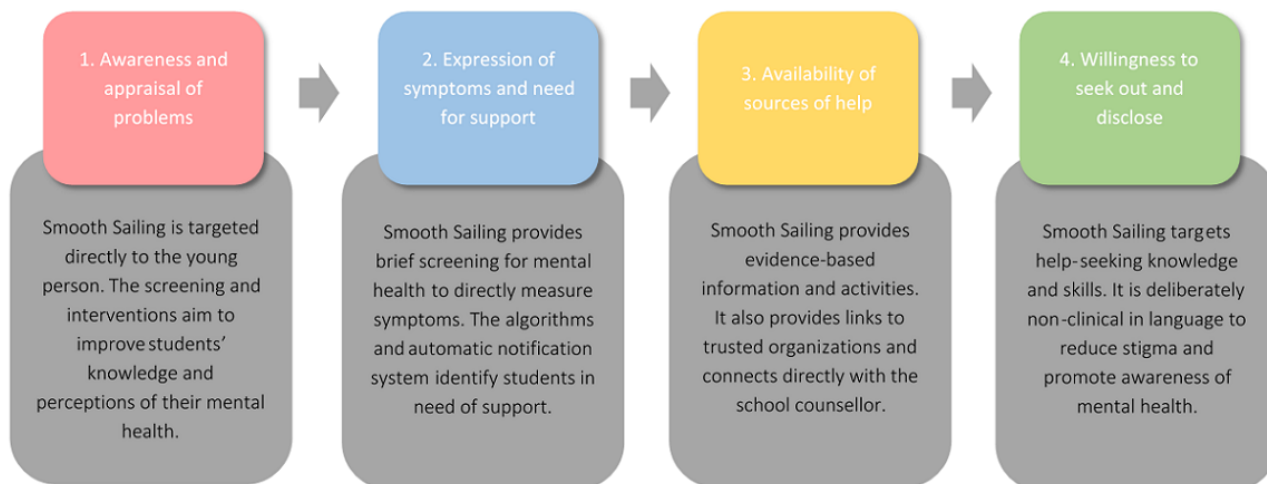 1. Awareness and
appraisal of
problems
Smooth Sailing is targeted
directly to the young
person. The screening and
interventions aim to
improve students’
knowledge and
perceptions of their mental
health.
2. Expression of
symptoms and need
for support
Smooth Sailing provides
brief screening for mental
health to directly measure
symptoms. The algorithms
and automatic notification
system identify students in
need of support.
3. Availability of
sources of help
Smooth Sailing provides
evidence-based
information and activities.
It also provides links to
trusted organizations and
connects directly with the
school counsellor.
4. Willingness to
seek out and
disclose
Smooth Sailing targets
help-seeking knowledge
and skills. It is deliberately
non-clinical in language to
reduce stigma and
promote awareness of
mental health.